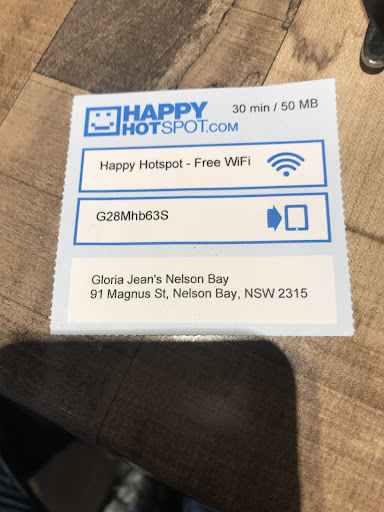 HAPPY
HOTSPOT.COM
30 min / 50 MB
Happy Hotspot - Free WiFi
G28Mhb63S
Gloria Jean's Nelson Bay
91 Magnus St, Nelson Bay, NSW 2315